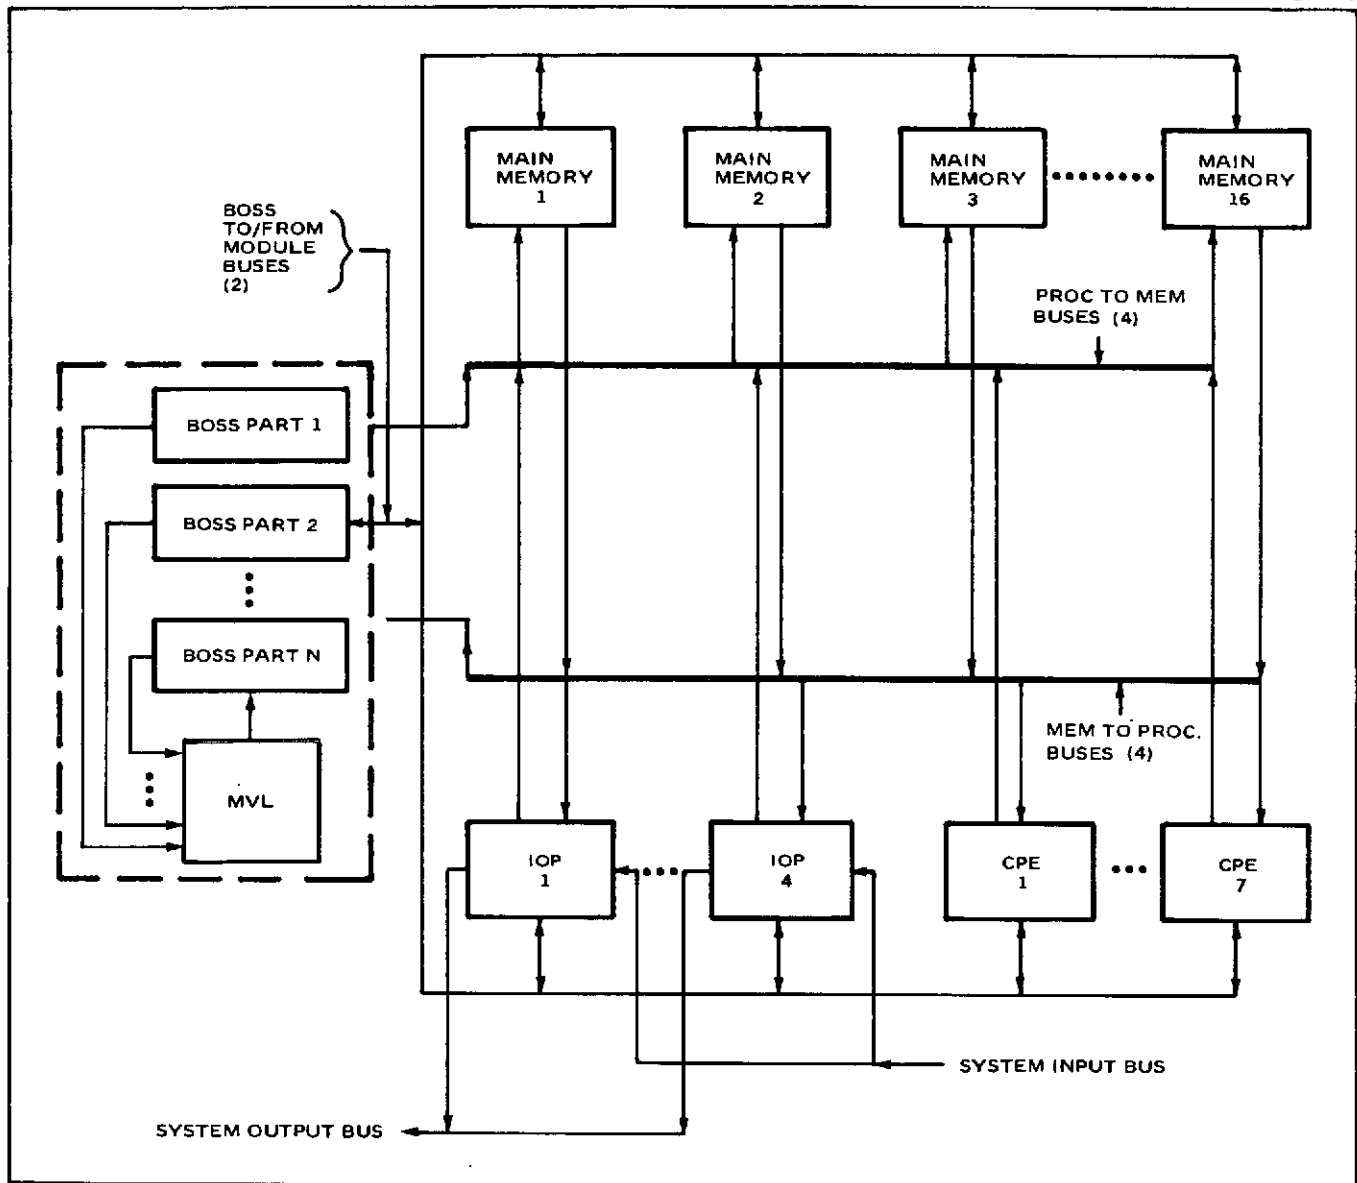 MAIN
MEMORY
1
MAIN
MEMORY
2
MAIN
MEMORY
3
MAIN
MEMORY
16
BOSS
TO/FROM
MODULE
BUSES
(2)
PROC TO MEM
BUSES (4)
BOSS PART 1
BOSS PART 2
BOSS PART N
MVL
MEM TO PROC.
BUSES (4)
IOP
1
IOP
4
CPE
1
CPE
7
SYSTEM INPUT BUS
SYSTEM OUTPUT BUS